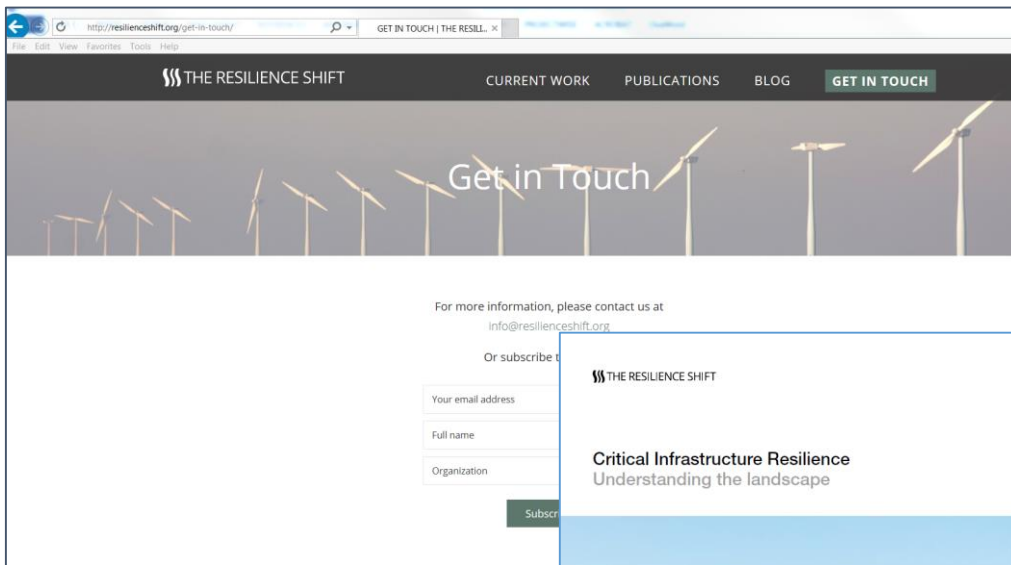 http://resilienceshift.org/get-in-touch/
GET IN TOUCH | THE RESILI...
File Edit View Favorites Tools Help
THE RESILIENCE SHIFT
CURRENT WORK PUBLICATIONS BLOG GET IN TOUCH
Get in Touch
For more information, please contact us at
info@resilienceshift.org
Or subscribe t
Your email address
Full name
Organization
Subscr
THE RESILIENCE SHIFT
Critical Infrastructure Resilience
Understanding the landscape